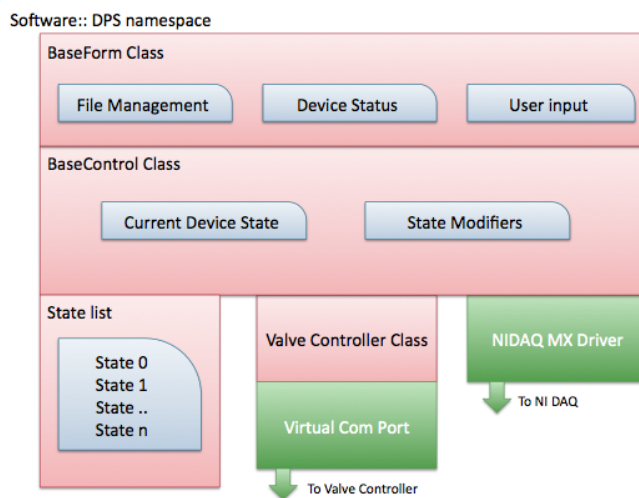 Software:: DPS namespace
BaseForm Class
File Management
Device Status
User input
BaseControl Class
Current Device State
State Modifiers
State list
State 0
State 1
State ..
State n
Valve Controller Class
Virtual Com Port
To Valve Controller
NIDAQ MX Driver
To NI DAQ